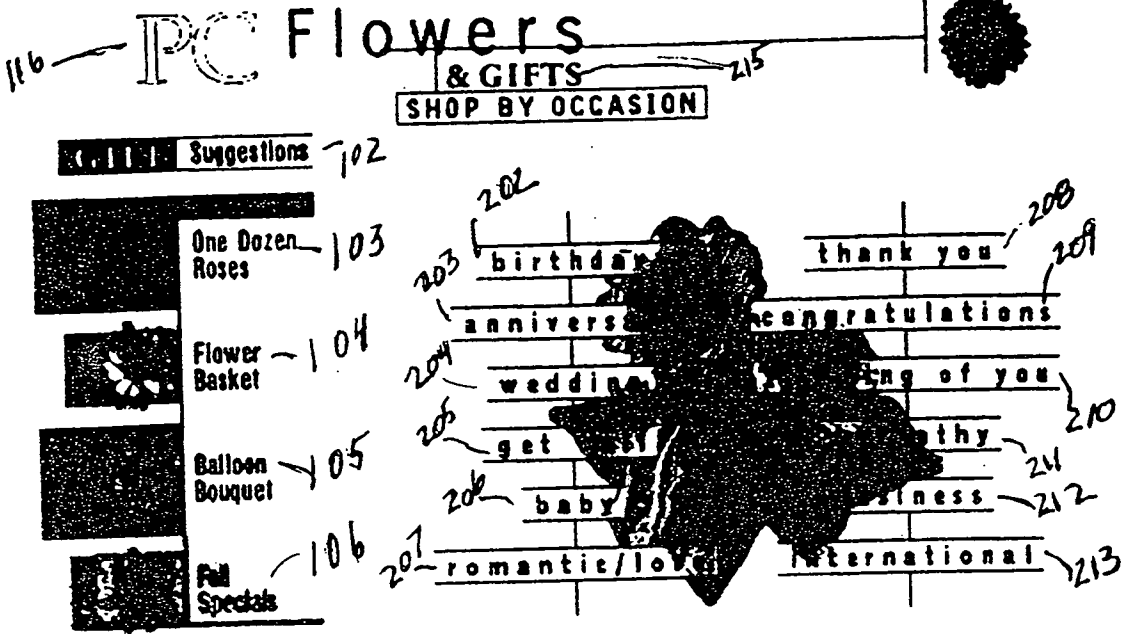 116 PC Flowers
& GIFTS 215
SHOP BY OCCASION
Suggestions 102
One Dozen 103
Roses
Flower 104
Basket
Balloon 105
Bouquet
Fall 106
Specials
202
birthday
203
annivers
204
weddin
205
get
206
baby
207
romantic/love
208
thank you
209
congratulations
ng of you
210
thy
211
siness 212
international
213